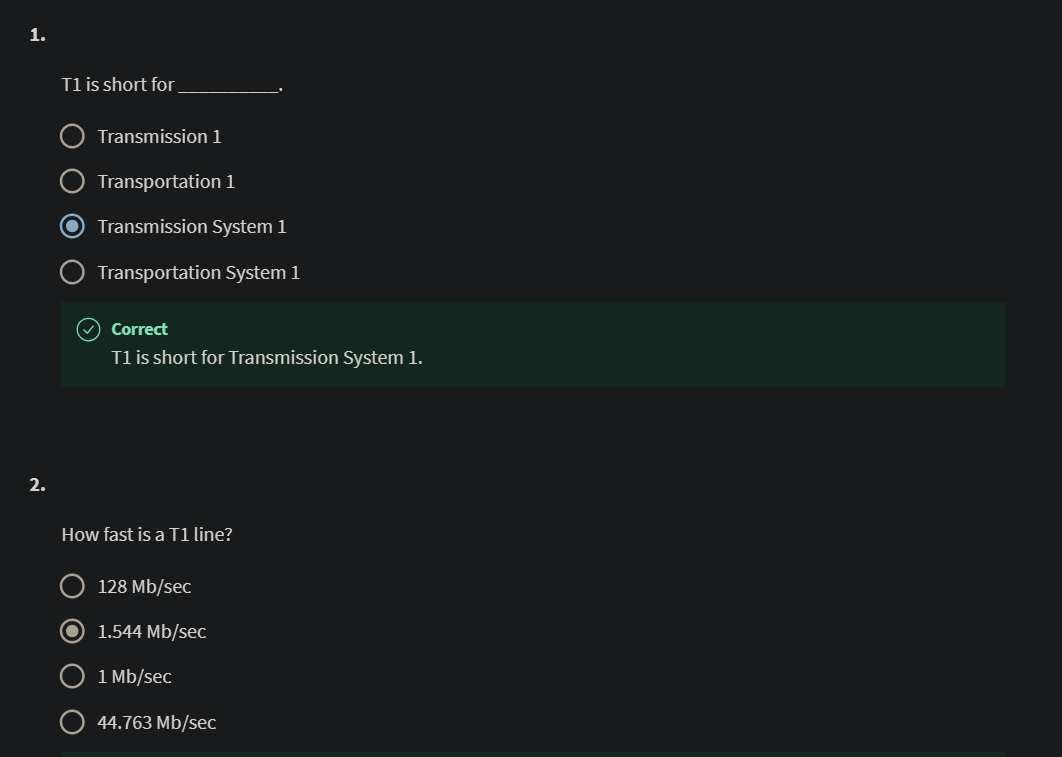 1.
T1 is short for __________.
Transmission 1
Transportation 1
Transmission System 1
Transportation System 1
Correct
T1 is short for Transmission System 1.
2.
How fast is a T1 line?
128 Mb/sec
1.544 Mb/sec
1 Mb/sec
44.763 Mb/sec